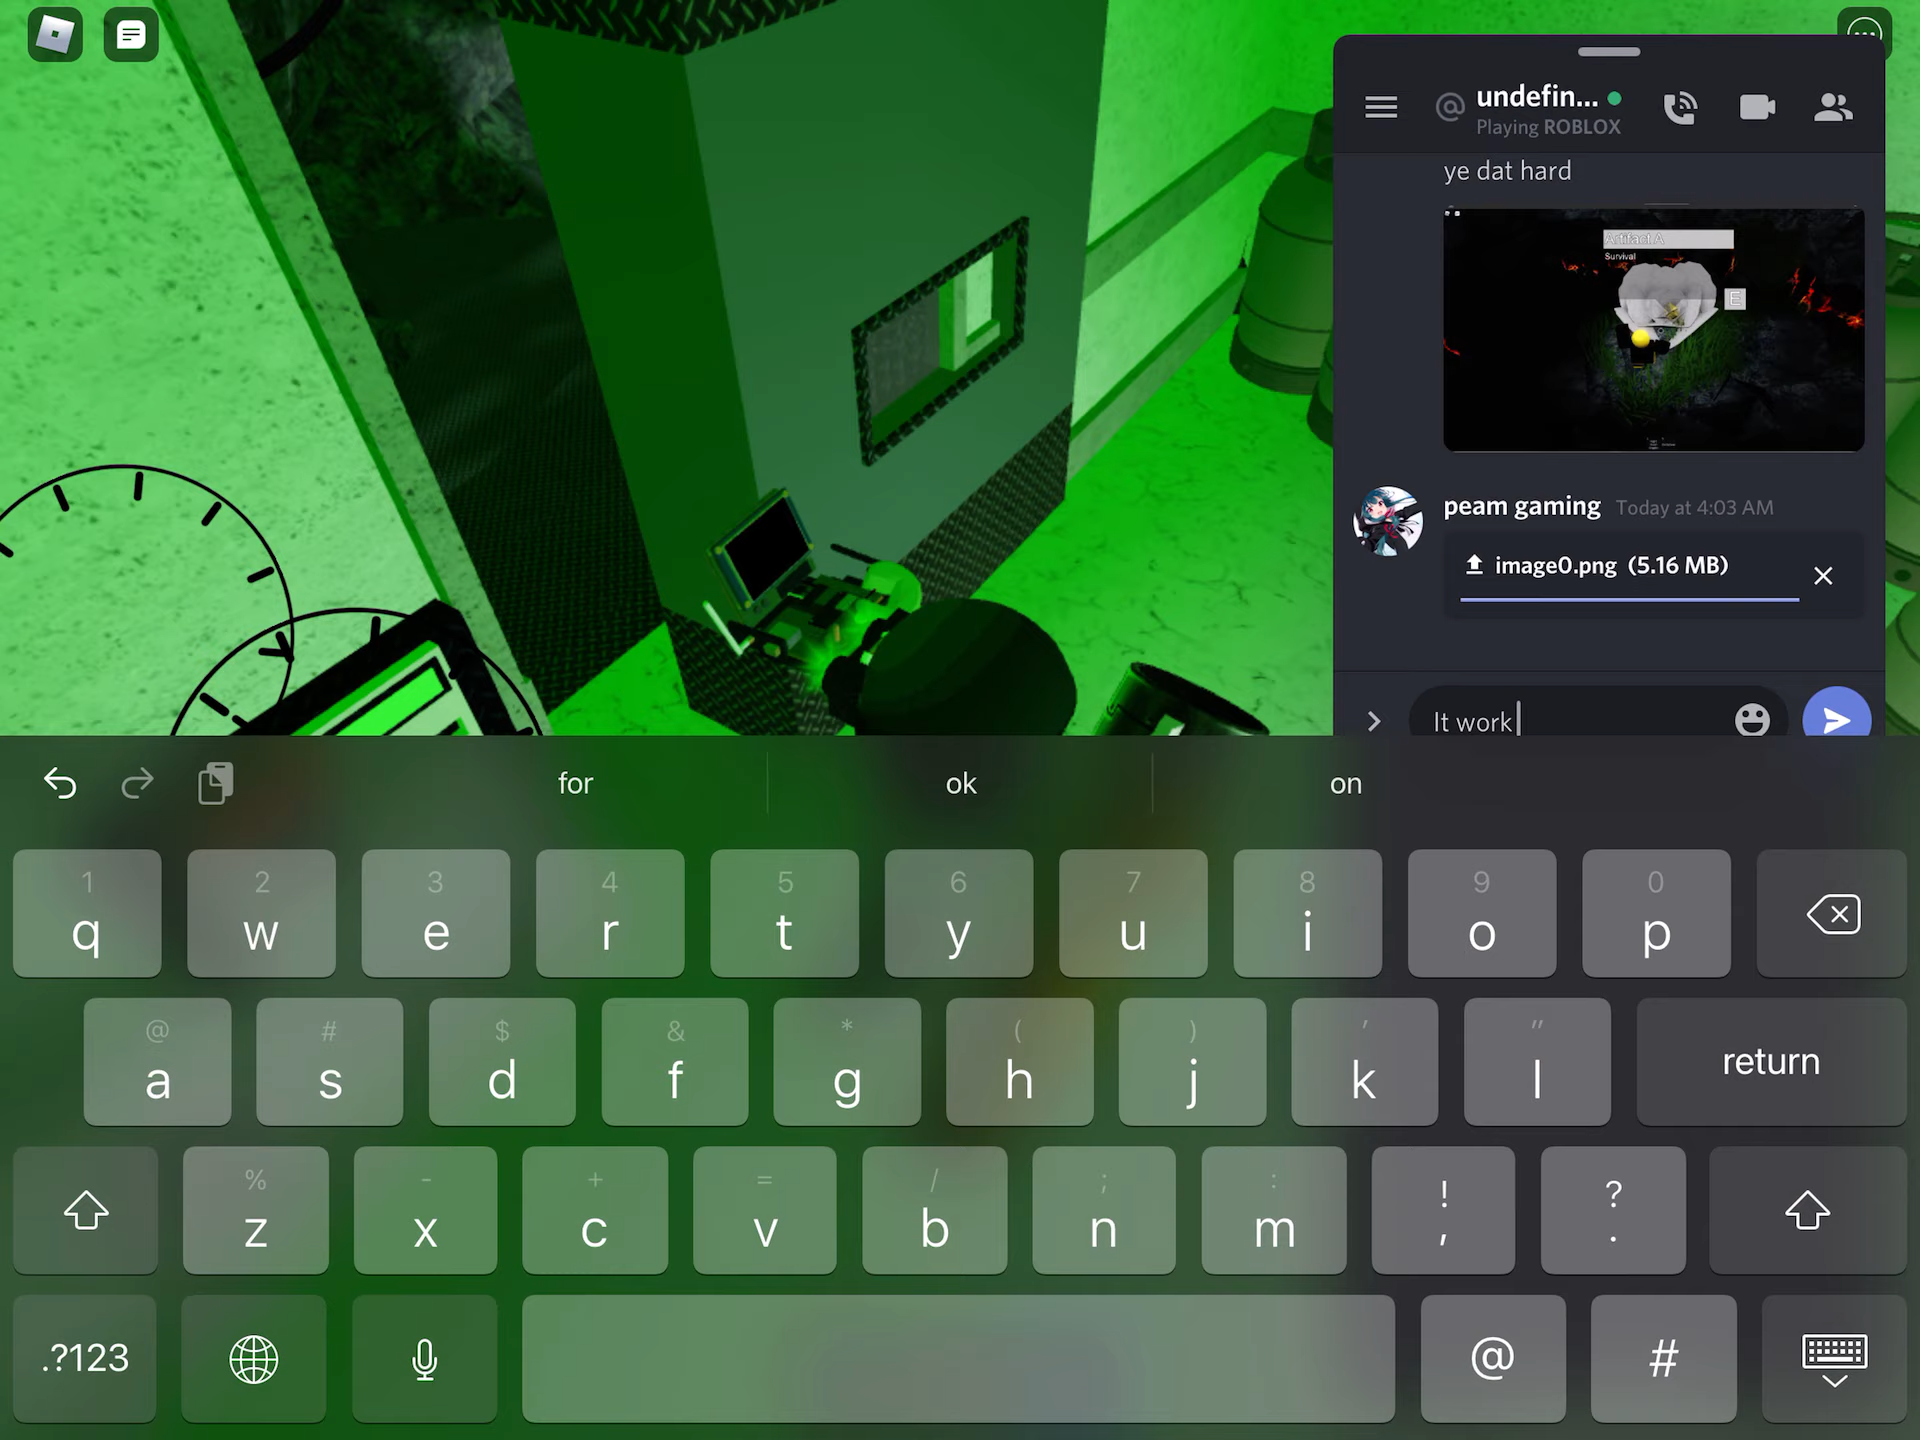 undefin...
Playing ROBLOX
ye dat hard
Artifact A
Survival
E
peam gaming Today at 4:03 AM
image0.png (5.16 MB)
It work
for ok on
1 2 3 4 5 6 7 8 9 0
q w e r t y u i o p
@ # $ & * ( ) ' "
a s d f g h j k l return
% - + = / ; : ! ?
z x c v b n m , .
.?123 @ #